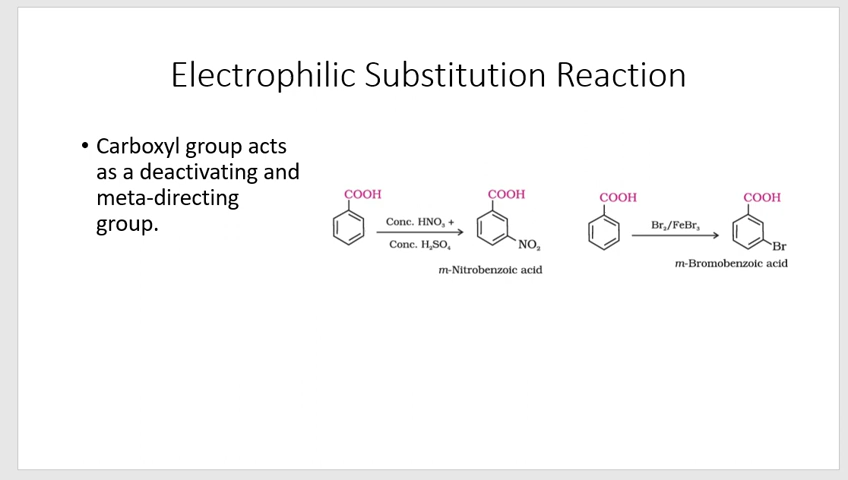 Electrophilic Substitution Reaction
• Carboxyl group acts
as a deactivating and
meta-directing
group.
COOH
Conc. HNO₃ +
Conc. H₂SO₄
COOH
NO₂
m-Nitrobenzoic acid
COOH
Br₂/FeBr₃
COOH
Br
m-Bromobenzoic acid